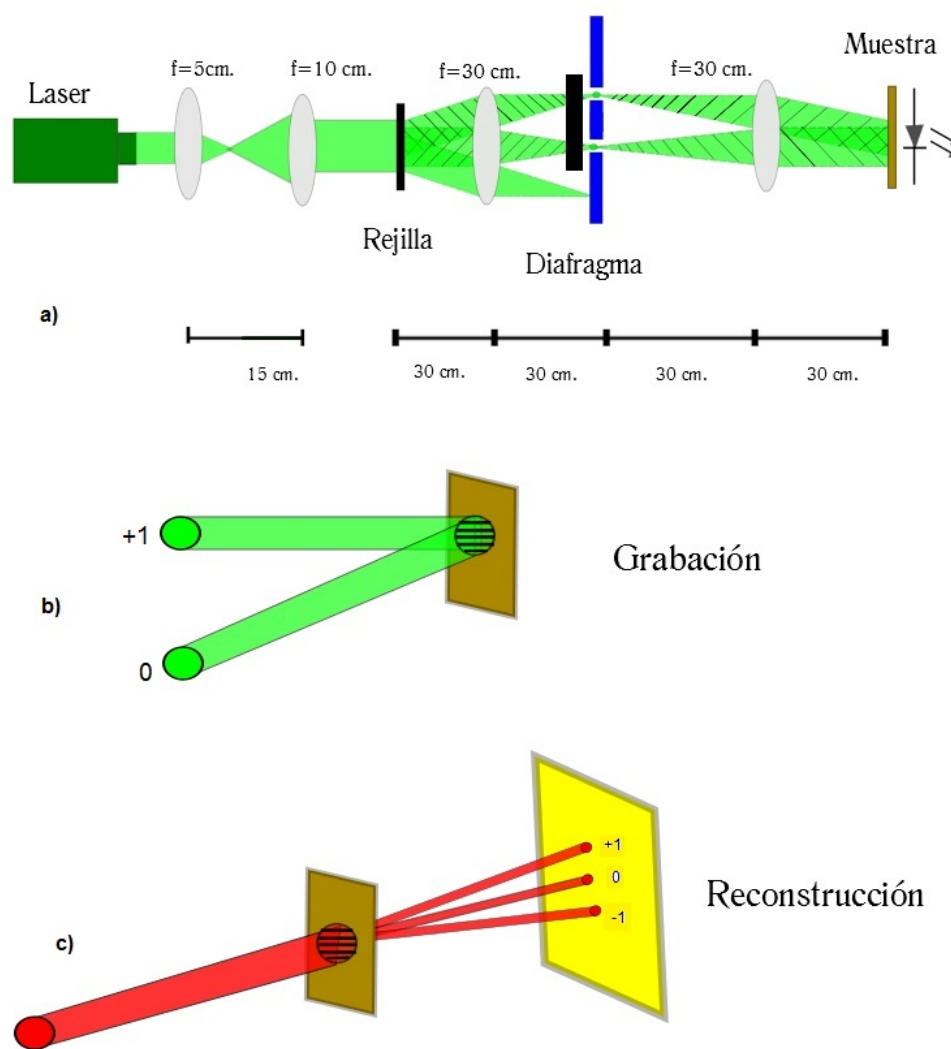 f=5cm.
f=10 cm.
f=30 cm.
f=30 cm.
Muestra
Laser
Rejilla
Diafragma
a)
15 cm.
30 cm.
30 cm.
30 cm.
30 cm.
+1
Grabación
b)
0
+1
0
Reconstrucción
-1
c)